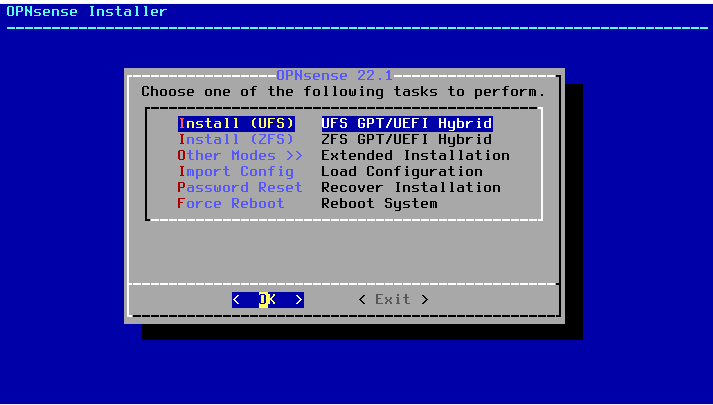 OPNsense Installer
OPNsense 22.1
Choose one of the following tasks to perform.
Install (UFS) UFS GPT/UEFI Hybrid
Install (ZFS) ZFS GPT/UEFI Hybrid
Other Modes >> Extended Installation
Import Config Load Configuration
Password Reset Recover Installation
Force Reboot Reboot System
< OK > < Exit >